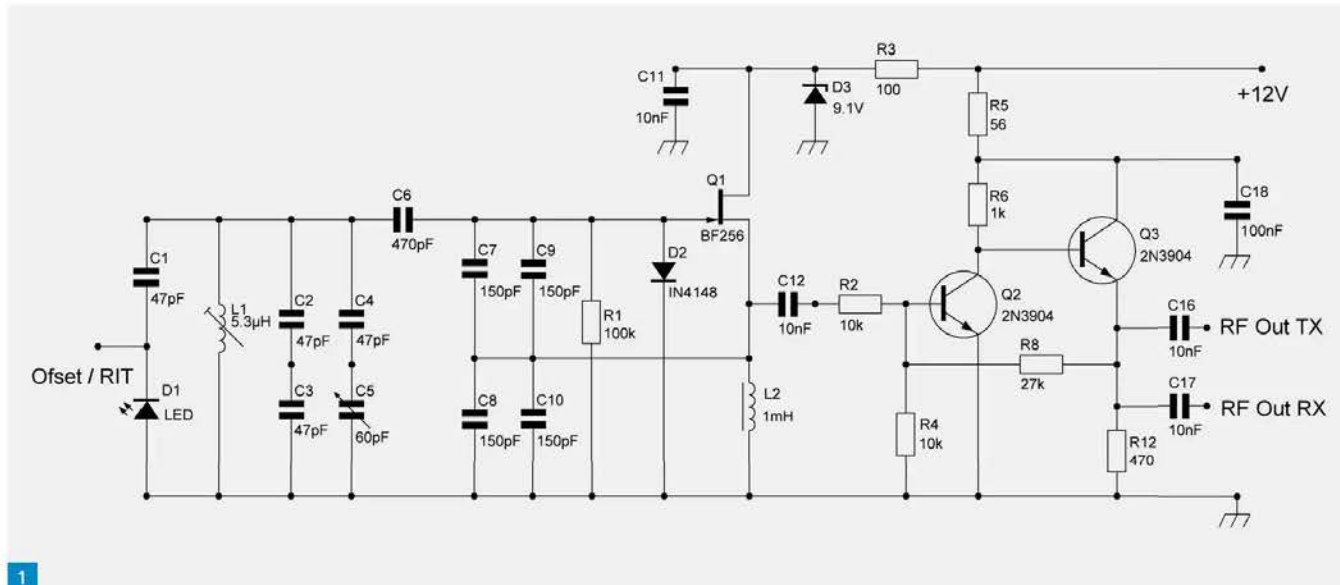 R3
100
C11
10nF
D3
9.1V
+12V
R5
56
R6
1k
C18
100nF
Q1
BF256
Q3
2N3904
C6
470pF
C1
47pF
L1
5.3µH
C2
47pF
C4
47pF
C7
150pF
C9
150pF
R1
100k
D2
IN4148
C12
10nF
R2
10k
Q2
2N3904
C16
10nF
RF Out TX
R8
27k
Ofset / RIT
D1
LED
C3
47pF
C5
60pF
C8
150pF
C10
150pF
L2
1mH
R4
10k
C17
10nF
RF Out RX
R12
470
1